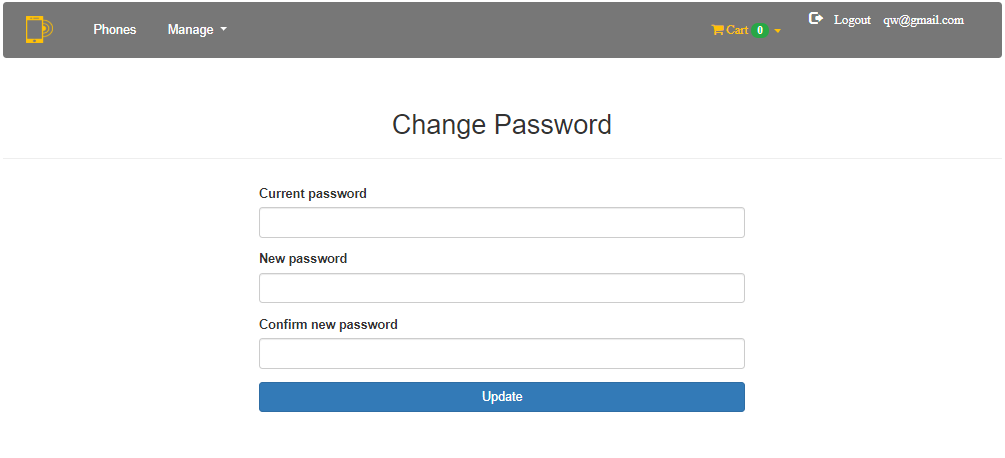 Phones Manage Cart 0 Logout qw@gmail.com
Change Password
Current password
New password
Confirm new password
Update